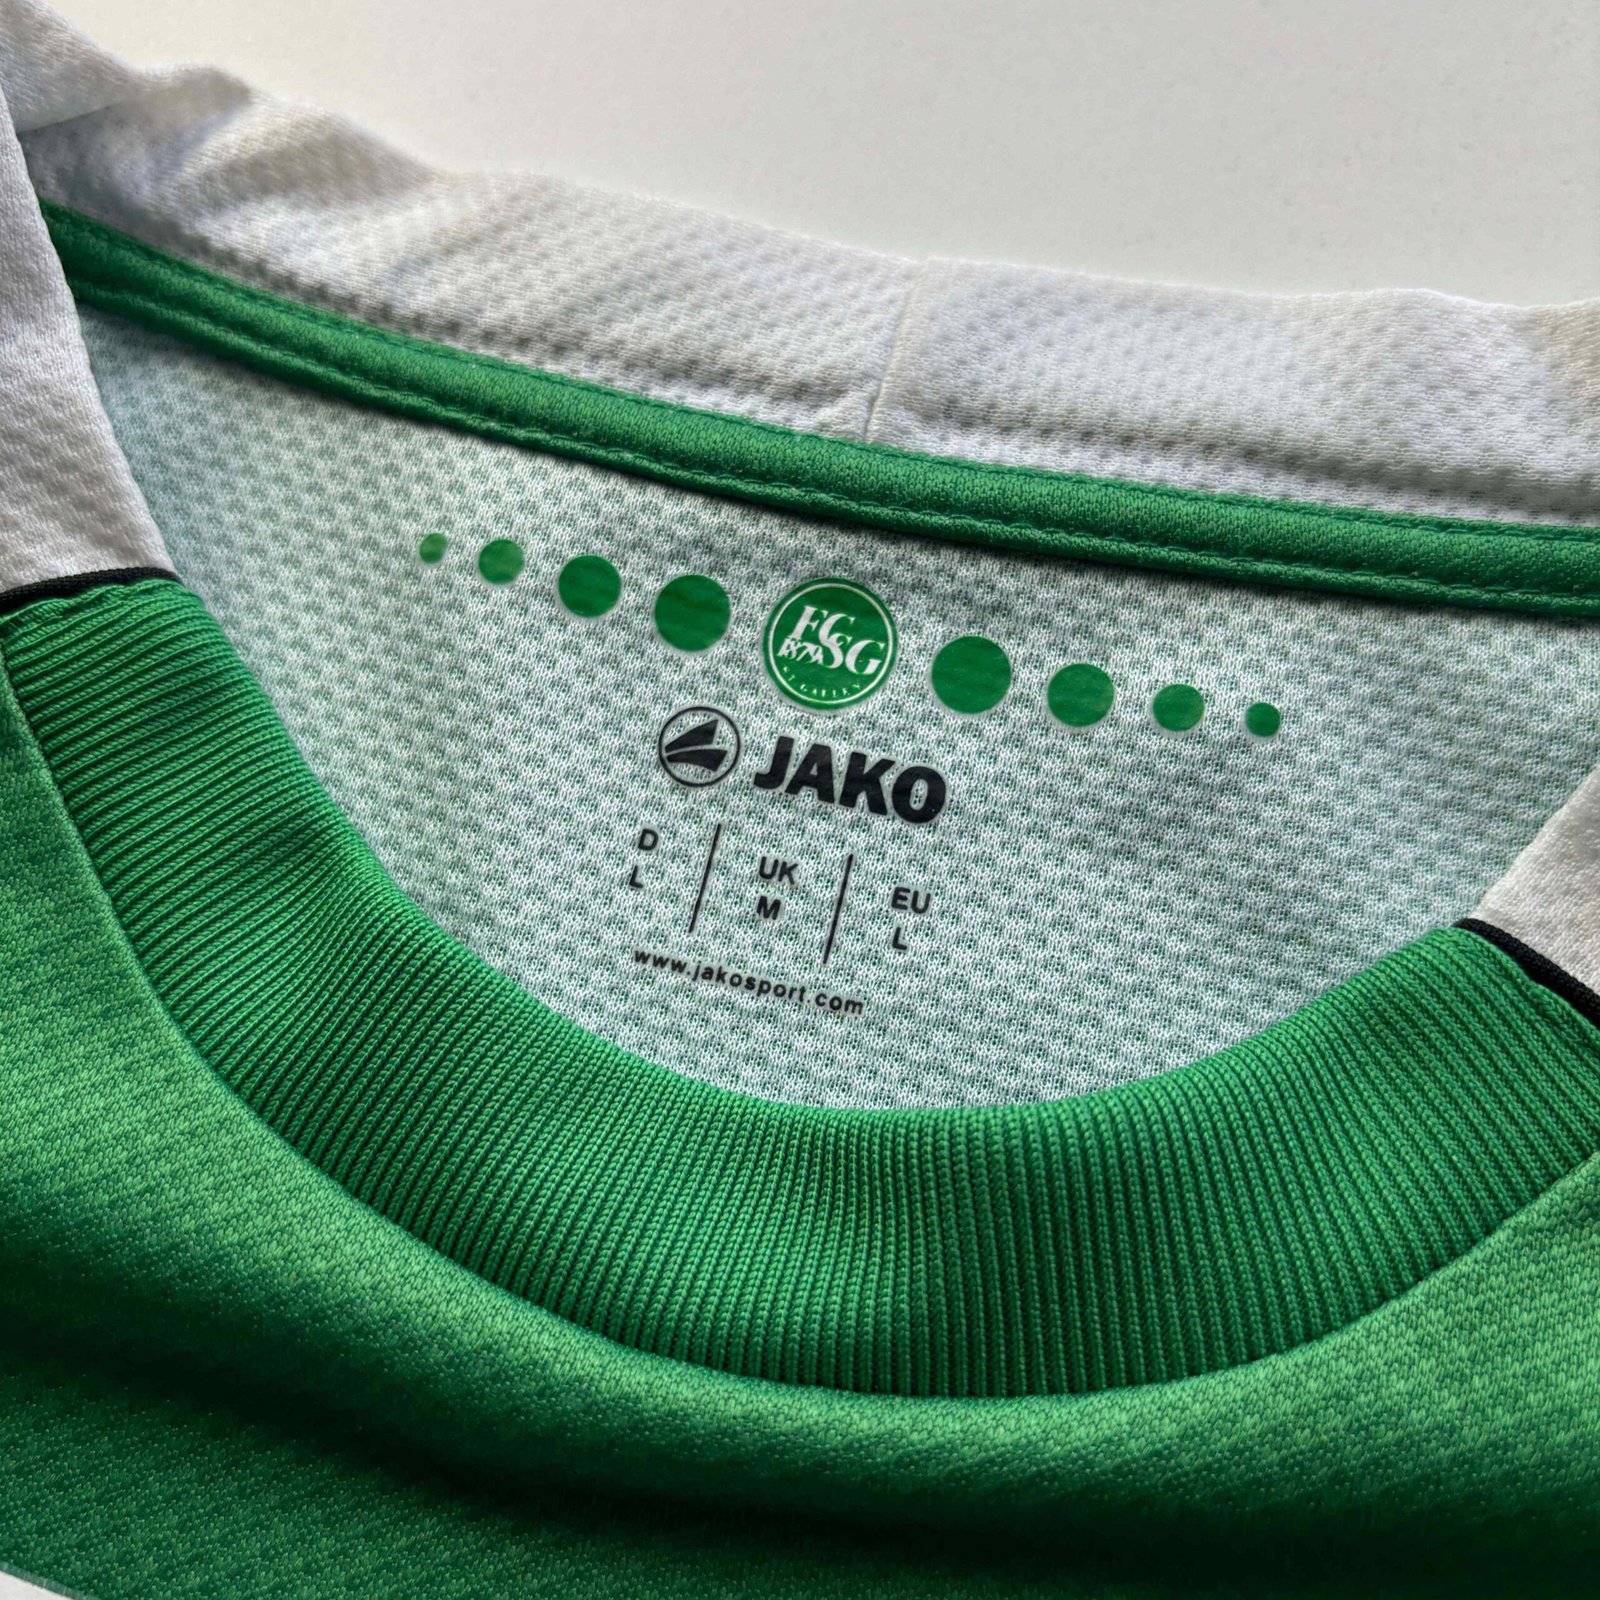 FCSG
1879
ST. GALLEN
JAKO
D UK EU
L M L
www.jakosport.com